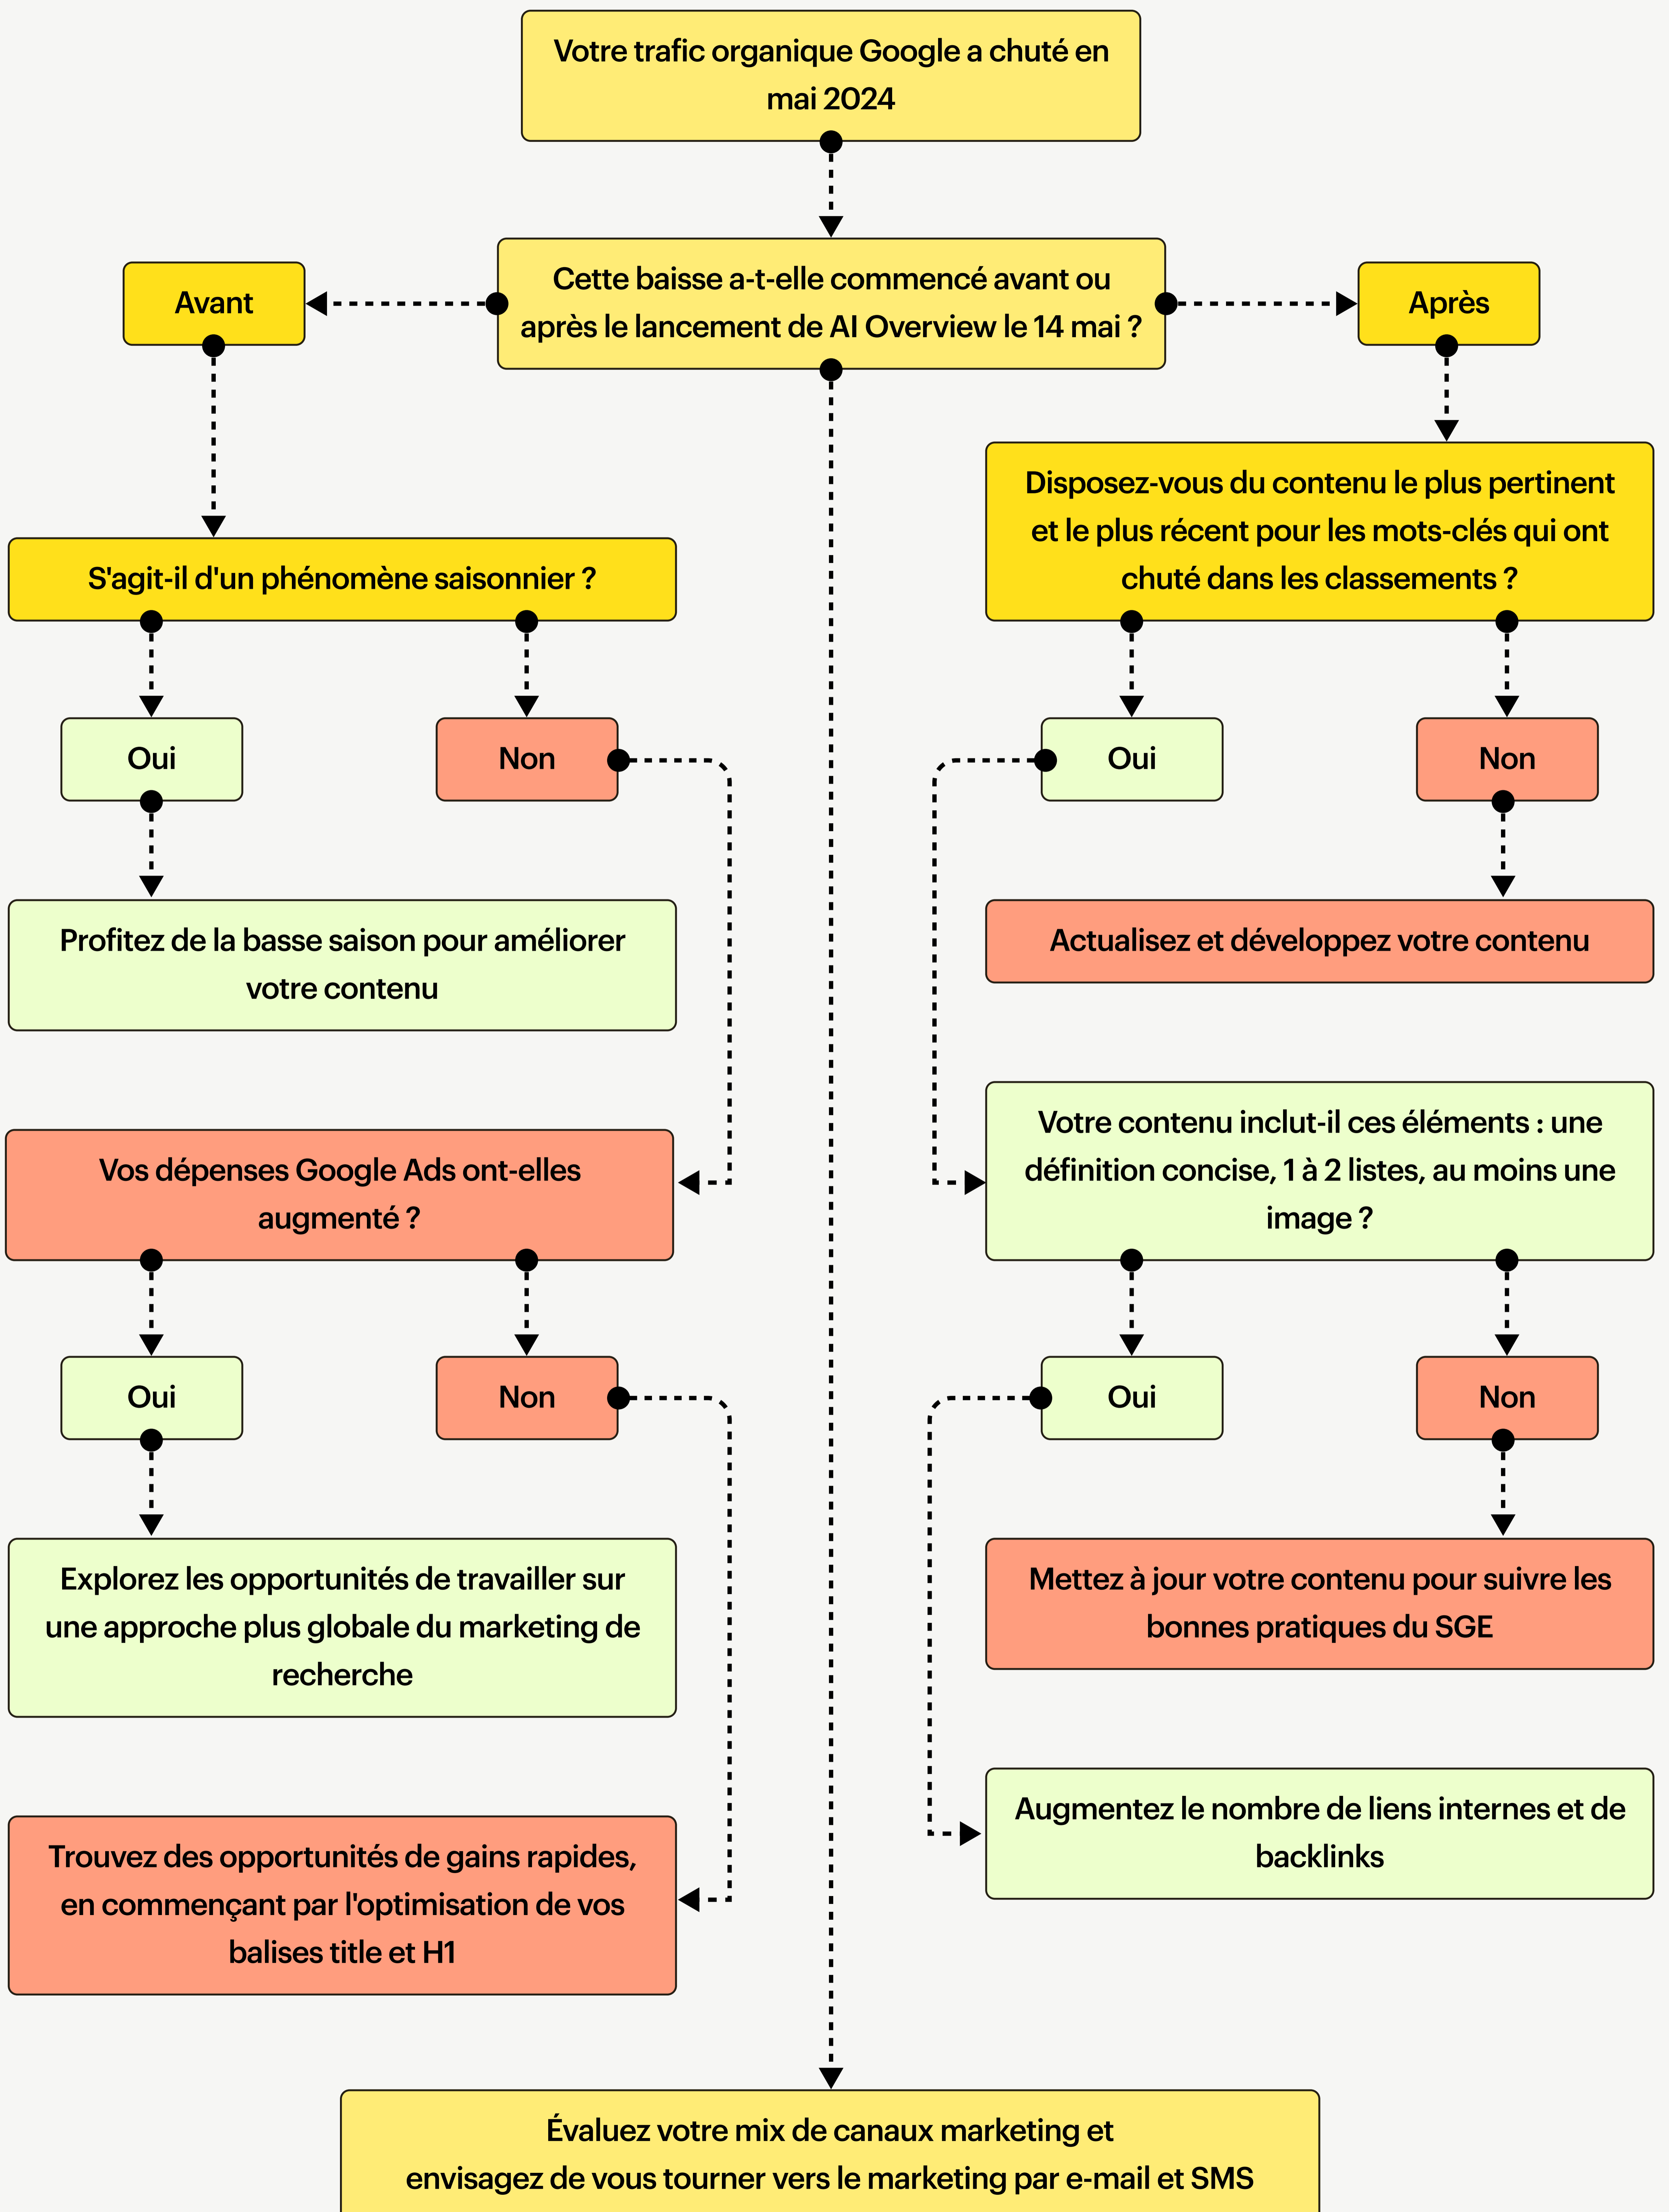 Votre trafic organique Google a chuté en
mai 2024
Cette baisse a-t-elle commencé avant ou
après le lancement de AI Overview le 14 mai ?
Avant
Après
S'agit-il d'un phénomène saisonnier ?
Oui
Non
Profitez de la basse saison pour améliorer
votre contenu
Vos dépenses Google Ads ont-elles
augmenté ?
Oui
Non
Explorez les opportunités de travailler sur
une approche plus globale du marketing de
recherche
Trouvez des opportunités de gains rapides,
en commençant par l'optimisation de vos
balises title et H1
Disposez-vous du contenu le plus pertinent
et le plus récent pour les mots-clés qui ont
chuté dans les classements ?
Oui
Non
Actualisez et développez votre contenu
Votre contenu inclut-il ces éléments : une
définition concise, 1 à 2 listes, au moins une
image ?
Oui
Non
Mettez à jour votre contenu pour suivre les
bonnes pratiques du SGE
Augmentez le nombre de liens internes et de
backlinks
Évaluez votre mix de canaux marketing et
envisagez de vous tourner vers le marketing par e-mail et SMS